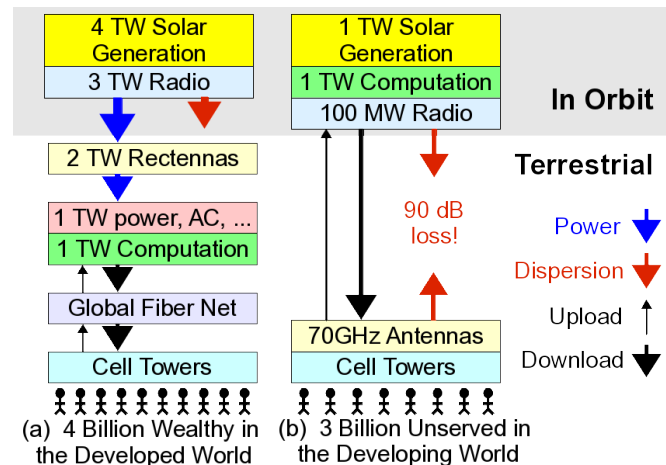 4 TW Solar
Generation
3 TW Radio
2 TW Rectennas
1 TW power, AC, ...
1 TW Computation
Global Fiber Net
Cell Towers
(a) 4 Billion Wealthy in
the Developed World
1 TW Solar
Generation
1 TW Computation
100 MW Radio
90 dB
loss!
70GHz Antennas
Cell Towers
(b) 3 Billion Unserved in
the Developing World
In Orbit
Terrestrial
Power
Dispersion
Upload
Download